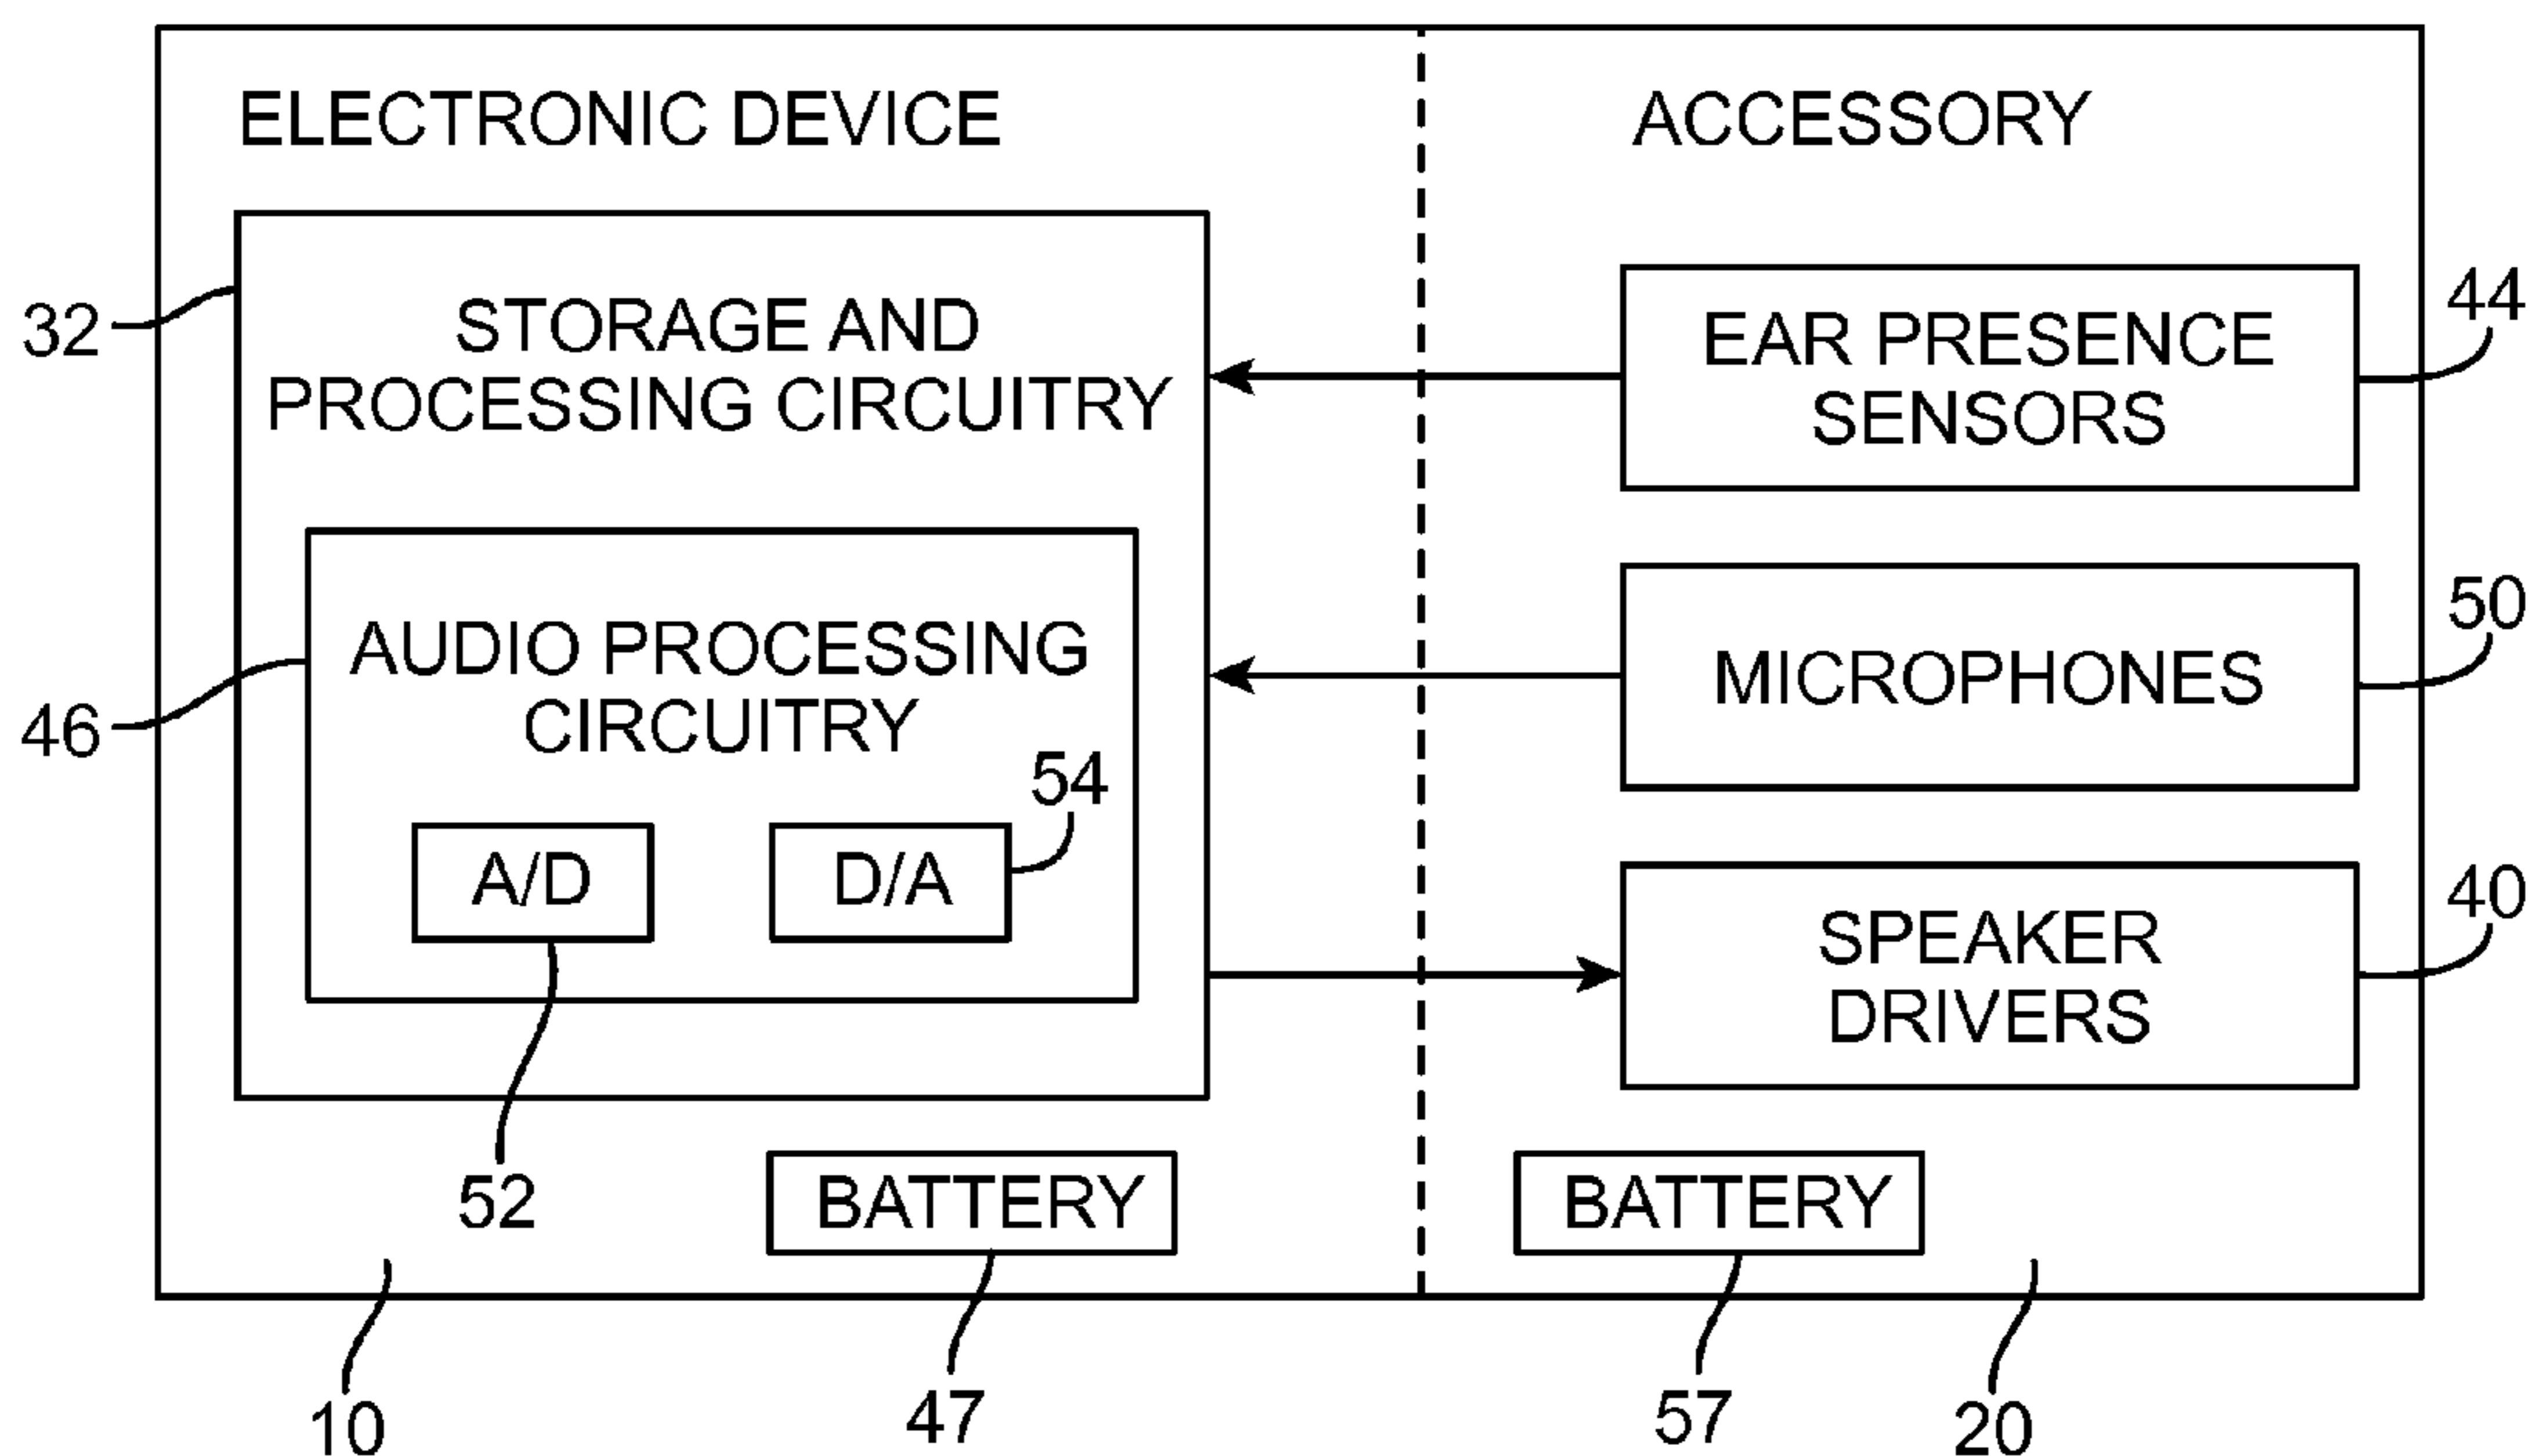 ELECTRONIC DEVICE
ACCESSORY
32
STORAGE AND
PROCESSING CIRCUITRY
EAR PRESENCE
SENSORS
44
46
AUDIO PROCESSING
CIRCUITRY
MICROPHONES
50
54
A/D
D/A
SPEAKER
DRIVERS
40
52
BATTERY
BATTERY
10
47
57
20